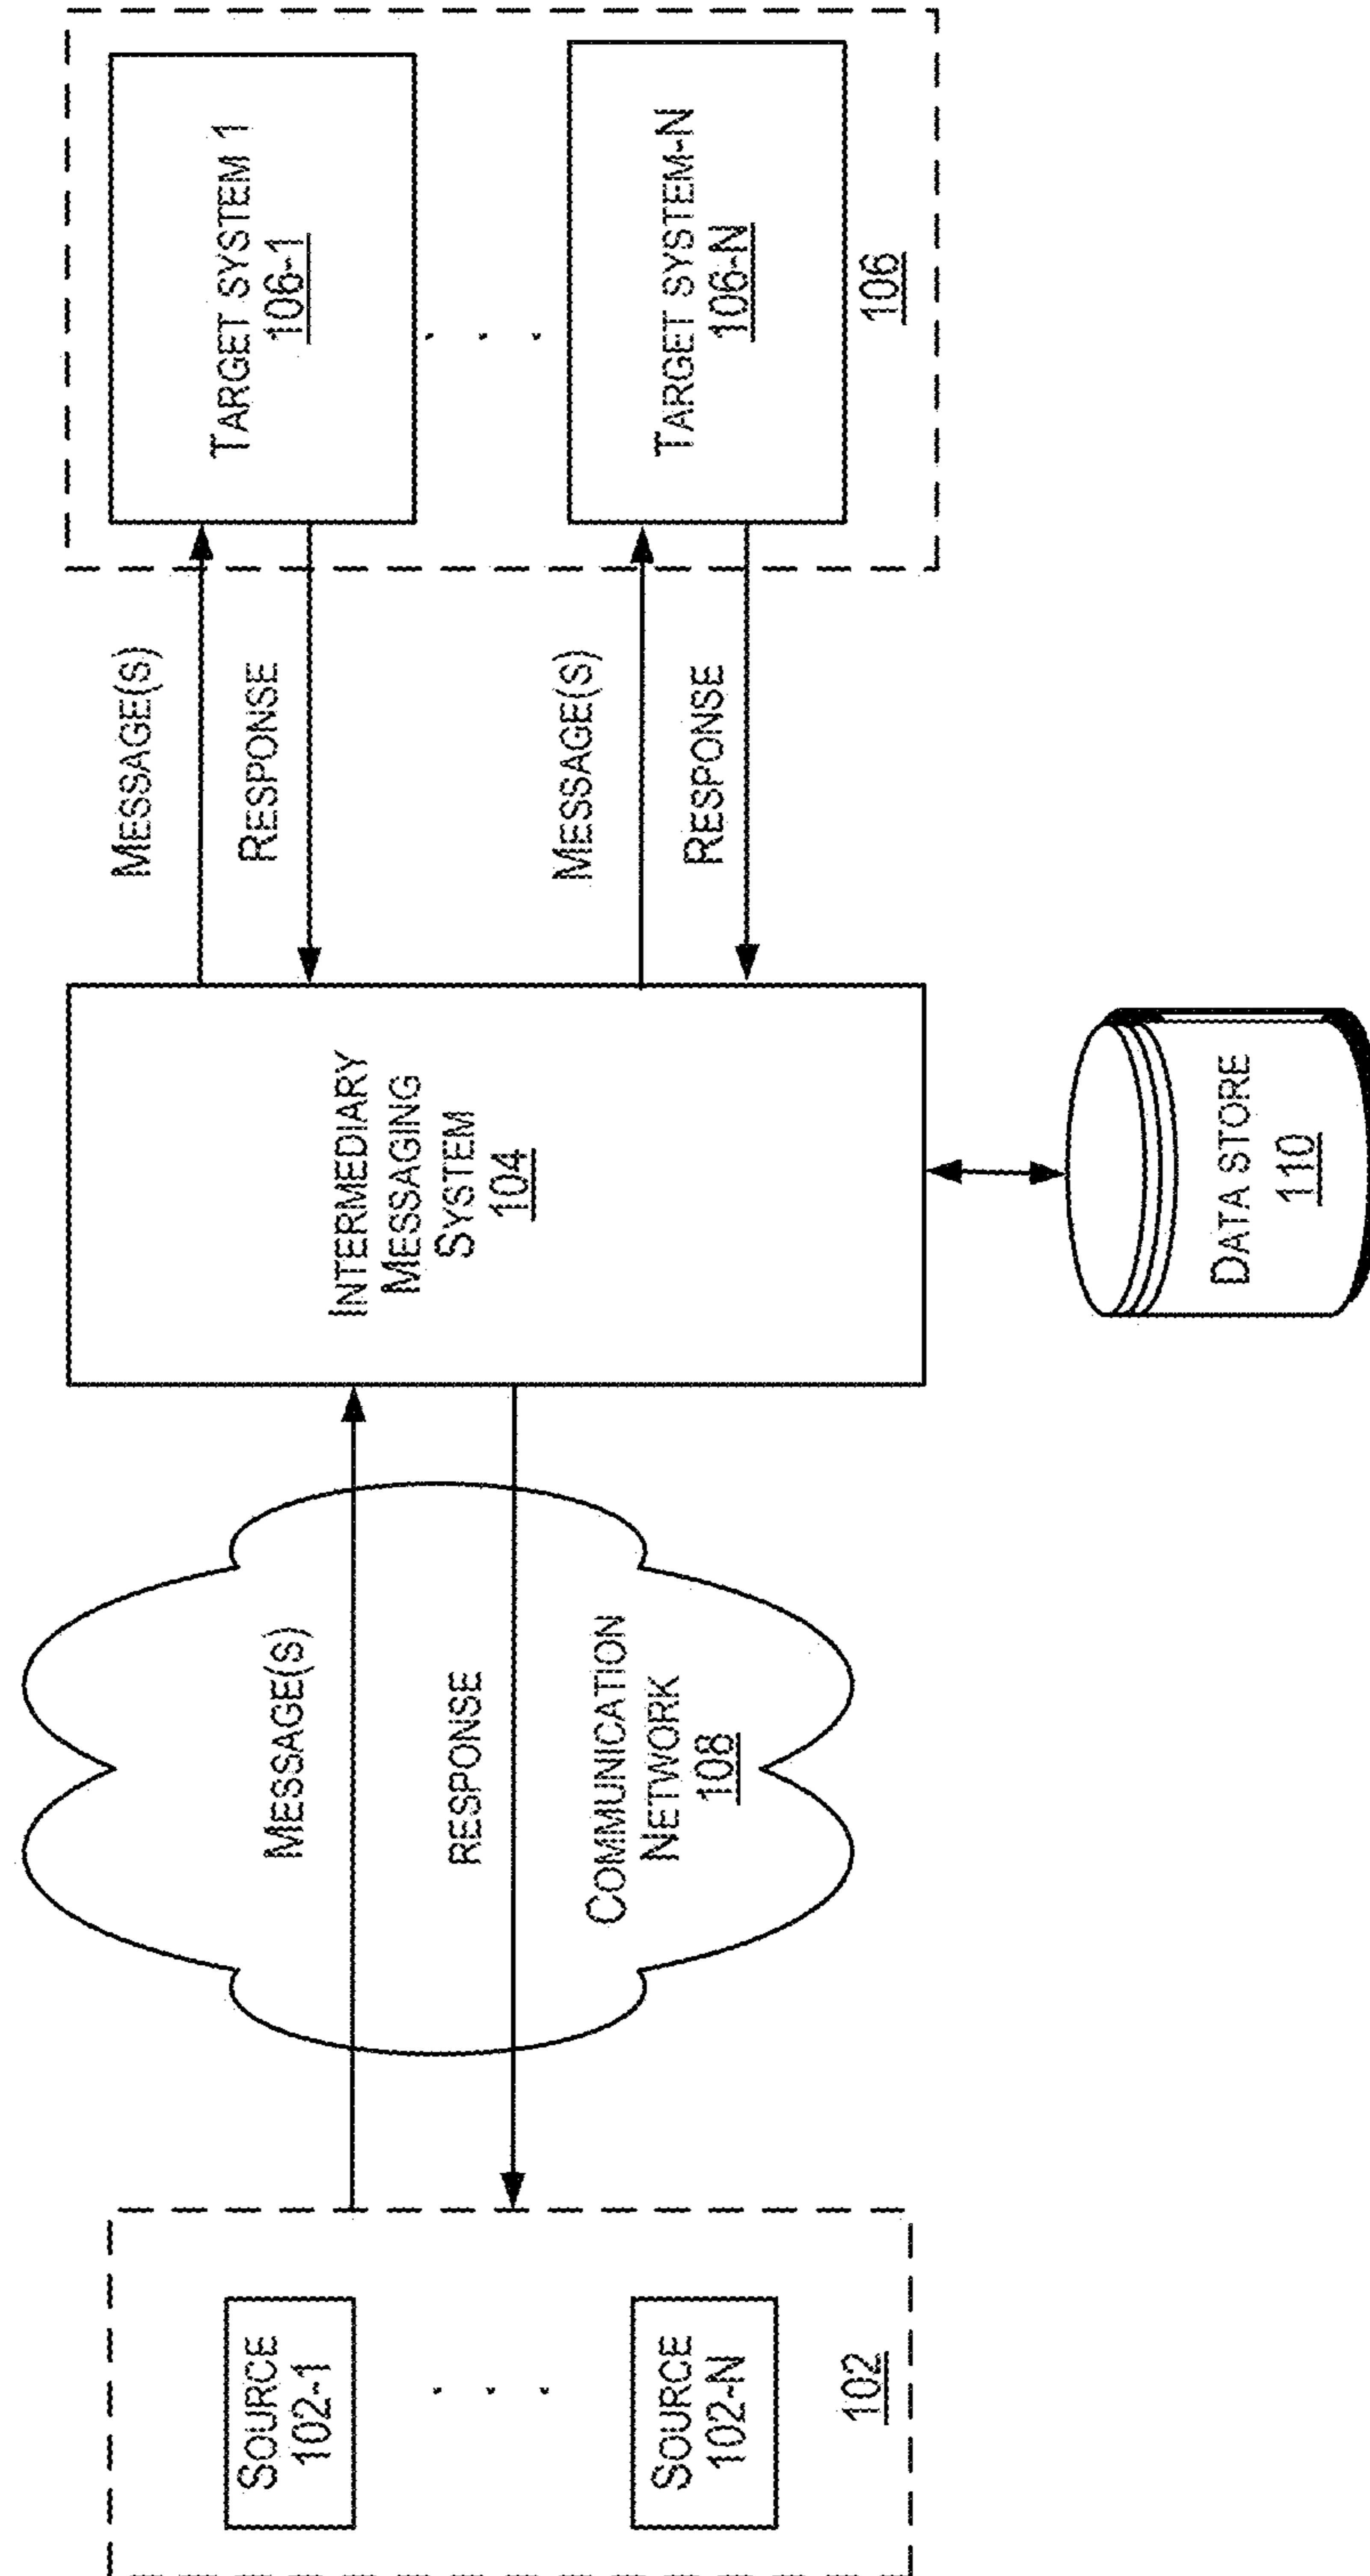 SOURCE
102-1
. . .
SOURCE
102-N
102
MESSAGE(S)
RESPONSE
COMMUNICATION
NETWORK
108
INTERMEDIARY
MESSAGING
SYSTEM
104
DATA STORE
110
MESSAGE(S)
RESPONSE
MESSAGE(S)
RESPONSE
TARGET SYSTEM 1
106-1
. . .
TARGET SYSTEM-N
106-N
106